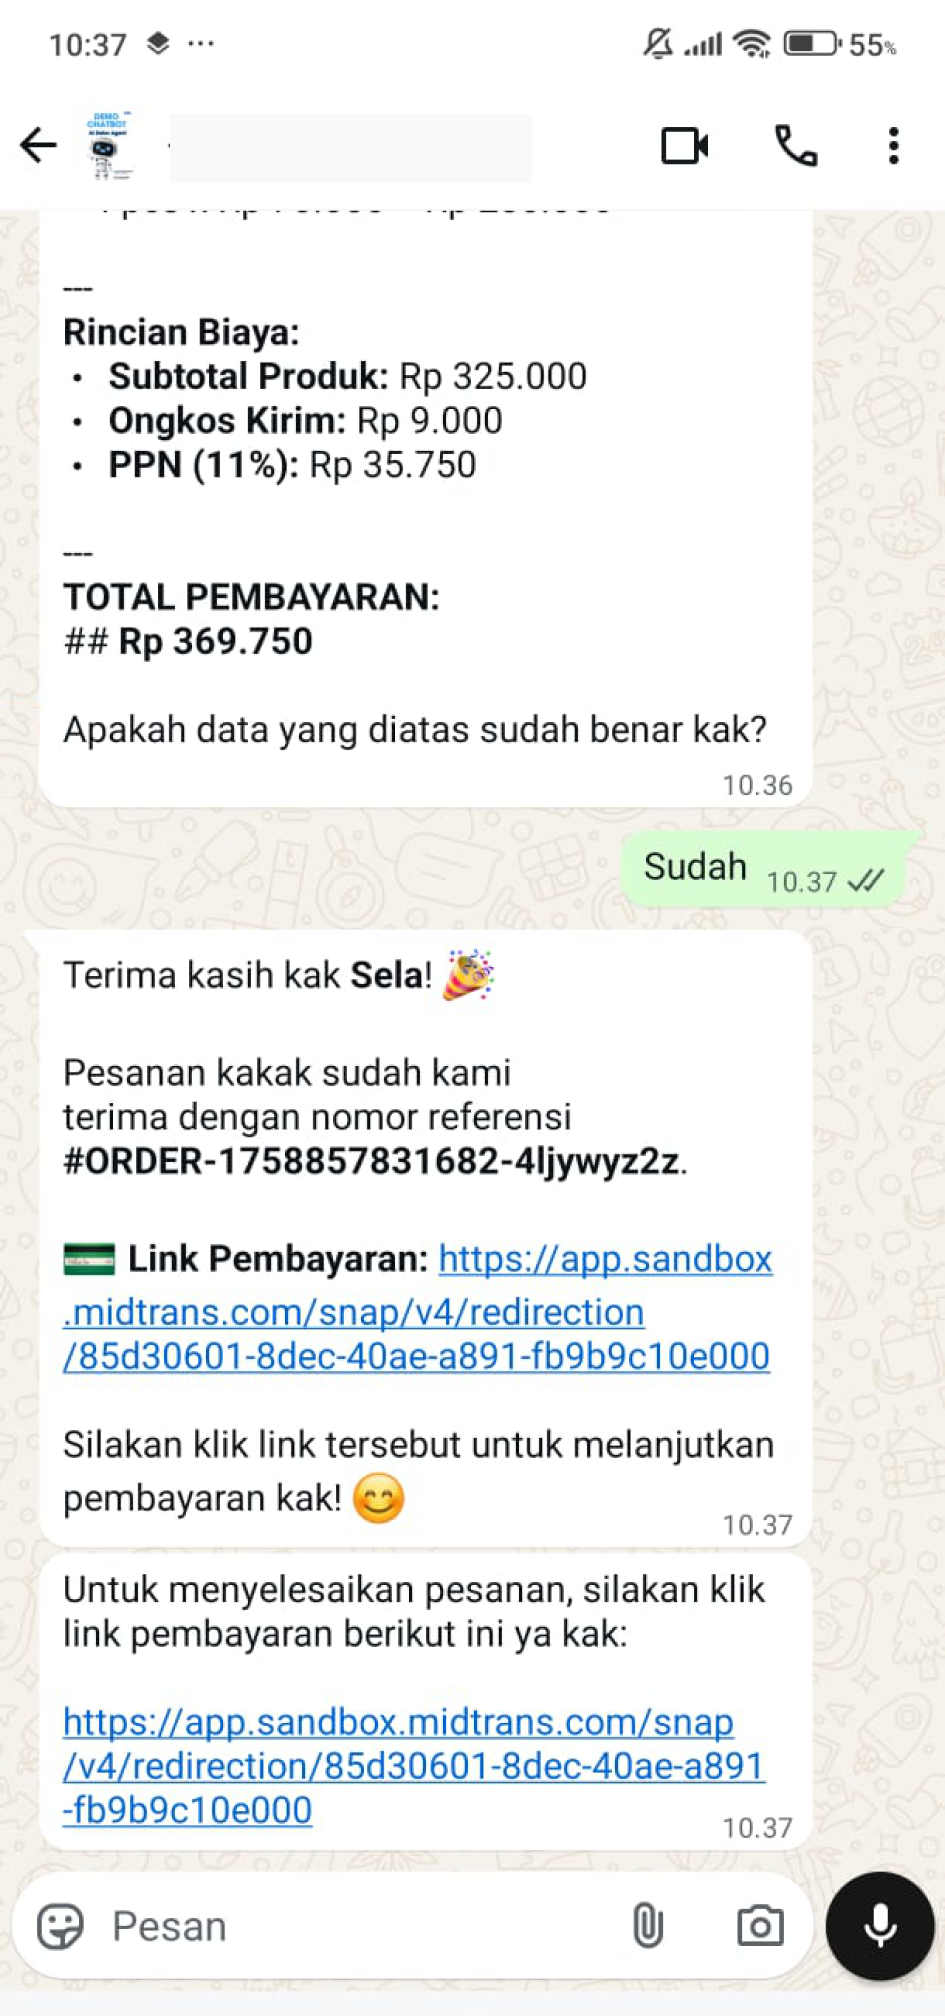 10:37 ... 55%
DEMO
CHATBOT
AI Sales Agent
---
Rincian Biaya:
• Subtotal Produk: Rp 325.000
• Ongkos Kirim: Rp 9.000
• PPN (11%): Rp 35.750
---
TOTAL PEMBAYARAN:
## Rp 369.750
Apakah data yang diatas sudah benar kak?
10.36
Sudah 10.37
Terima kasih kak Sela! 🎉
Pesanan kakak sudah kami
terima dengan nomor referensi
#ORDER-1758857831682-4ljywyz2z.
💳 Link Pembayaran: https://app.sandbox
.midtrans.com/snap/v4/redirection
/85d30601-8dec-40ae-a891-fb9b9c10e000
Silakan klik link tersebut untuk melanjutkan
pembayaran kak! 😊
10.37
Untuk menyelesaikan pesanan, silakan klik
link pembayaran berikut ini ya kak:
https://app.sandbox.midtrans.com/snap
/v4/redirection/85d30601-8dec-40ae-a891
-fb9b9c10e000
10.37
Pesan